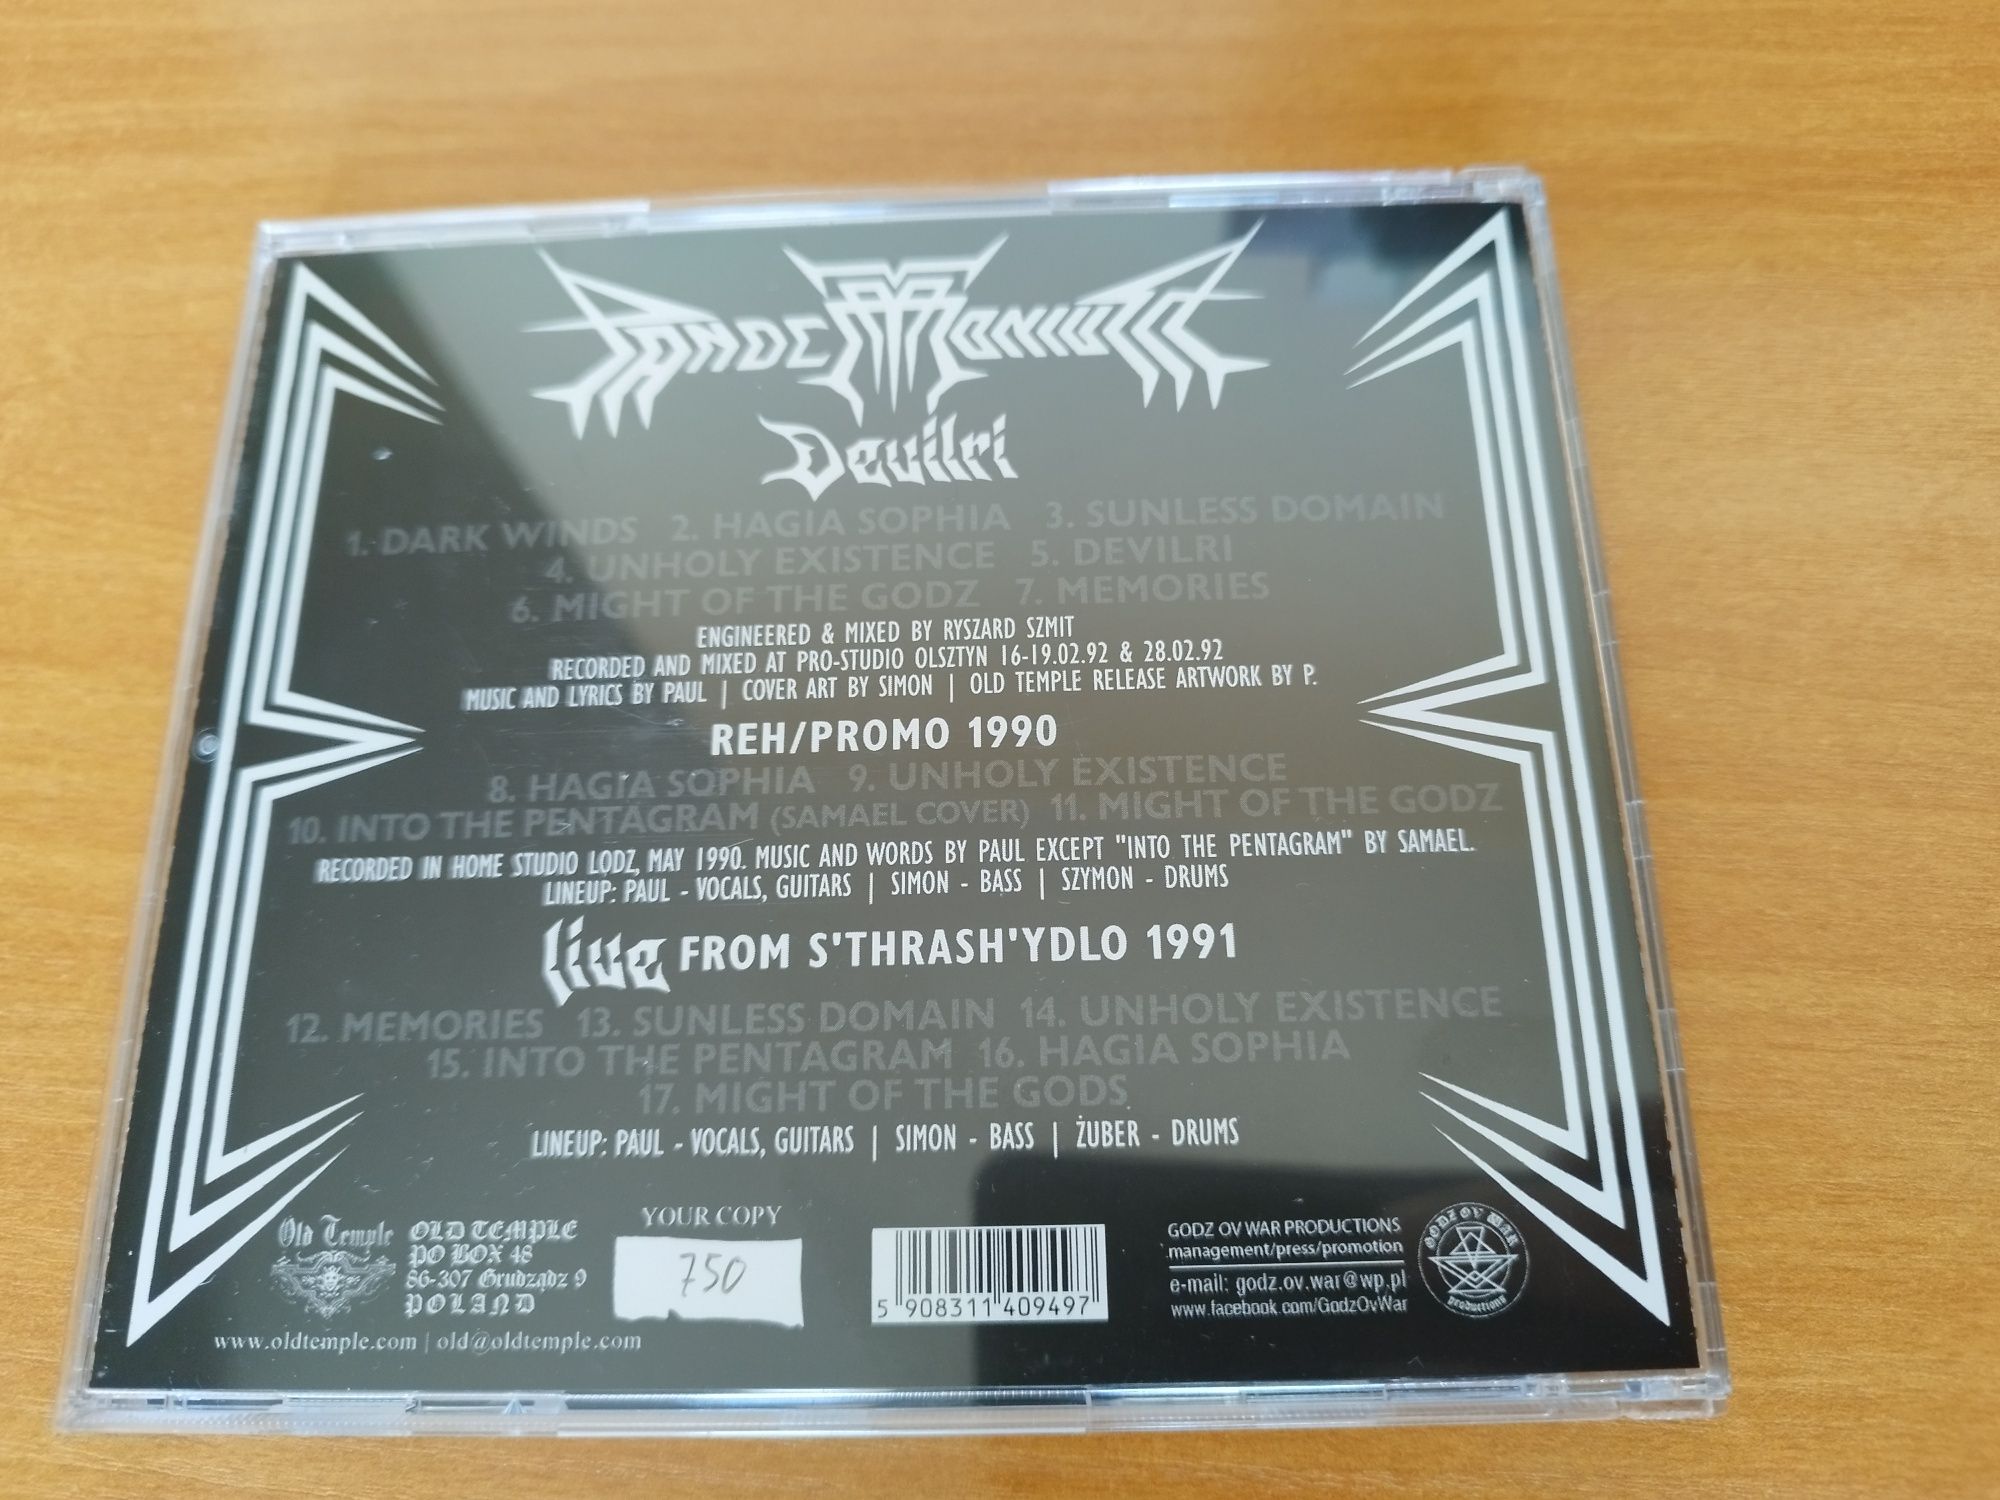 PANDEMONIUM
Devilri
1. DARK WINDS 2. HAGIA SOPHIA 3. SUNLESS DOMAIN
4. UNHOLY EXISTENCE 5. DEVILRI
6. MIGHT OF THE GODZ 7. MEMORIES
ENGINEERED & MIXED BY RYSZARD SZMIT
RECORDED AND MIXED AT PRO-STUDIO OLSZTYN 16-19.02.92 & 28.02.92
MUSIC AND LYRICS BY PAUL | COVER ART BY SIMON | OLD TEMPLE RELEASE ARTWORK BY P.
REH/PROMO 1990
8. HAGIA SOPHIA 9. UNHOLY EXISTENCE
10. INTO THE PENTAGRAM (SAMAEL COVER) 11. MIGHT OF THE GODZ
RECORDED IN HOME STUDIO LODZ, MAY 1990. MUSIC AND WORDS BY PAUL EXCEPT "INTO THE PENTAGRAM" BY SAMAEL.
LINEUP: PAUL - VOCALS, GUITARS | SIMON - BASS | SZYMON - DRUMS
live FROM S'THRASH'YDLO 1991
12. MEMORIES 13. SUNLESS DOMAIN 14. UNHOLY EXISTENCE
15. INTO THE PENTAGRAM 16. HAGIA SOPHIA
17. MIGHT OF THE GODS
LINEUP: PAUL - VOCALS, GUITARS | SIMON - BASS | ŻUBER - DRUMS
Old Temple
OLD TEMPLE
PO BOX 48
86-307 Grudządz 9
POLAND
www.oldtemple.com | old@oldtemple.com
YOUR COPY
750
5 908311 409497
GODZ OV WAR PRODUCTIONS
management/press/promotion
e-mail: godz.ov.war@wp.pl
www.facebook.com/GodzOvWar
GODZ OV WAR
productions